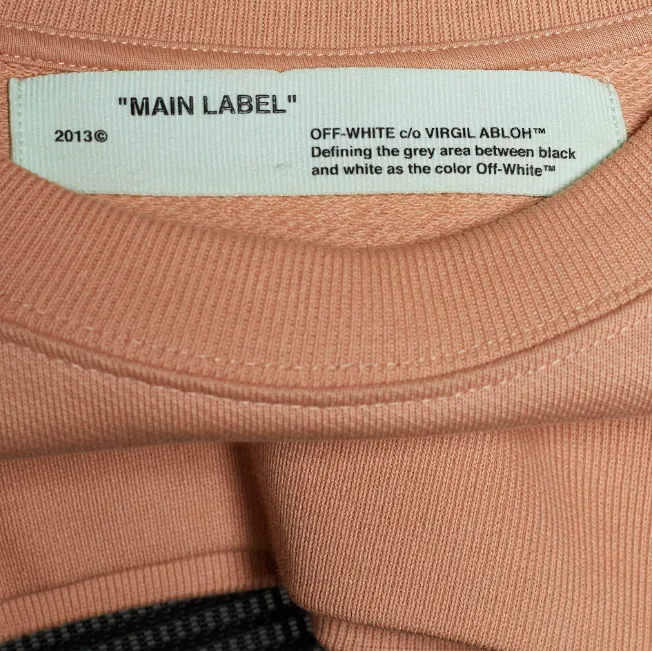 "MAIN LABEL"
2013©
OFF-WHITE c/o VIRGIL ABLOH™
Defining the grey area between black
and white as the color Off-White™